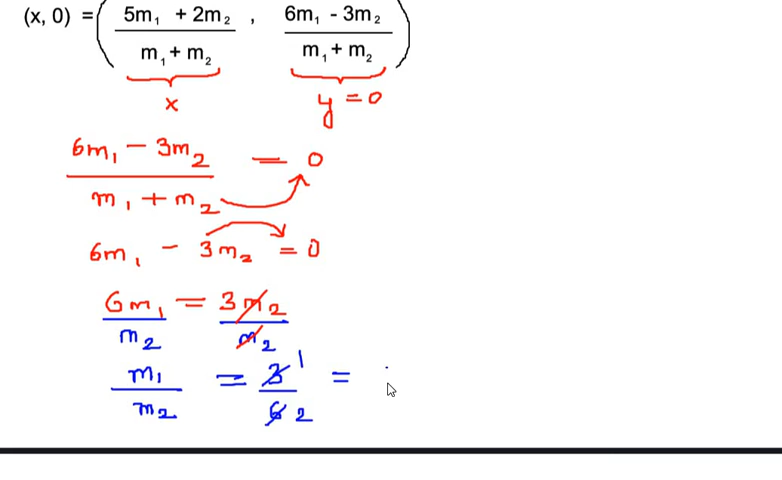 (x, 0) = ( 5m₁ + 2m₂ / m₁ + m₂ , 6m₁ - 3m₂ / m₁ + m₂ )
x y = 0
6m₁ - 3m₂ / m₁ + m₂ = 0
6m₁ - 3m₂ = 0
6m₁ / m₂ = 3m₂ / m₂
m₁ / m₂ = 3 1 / 6 2 =